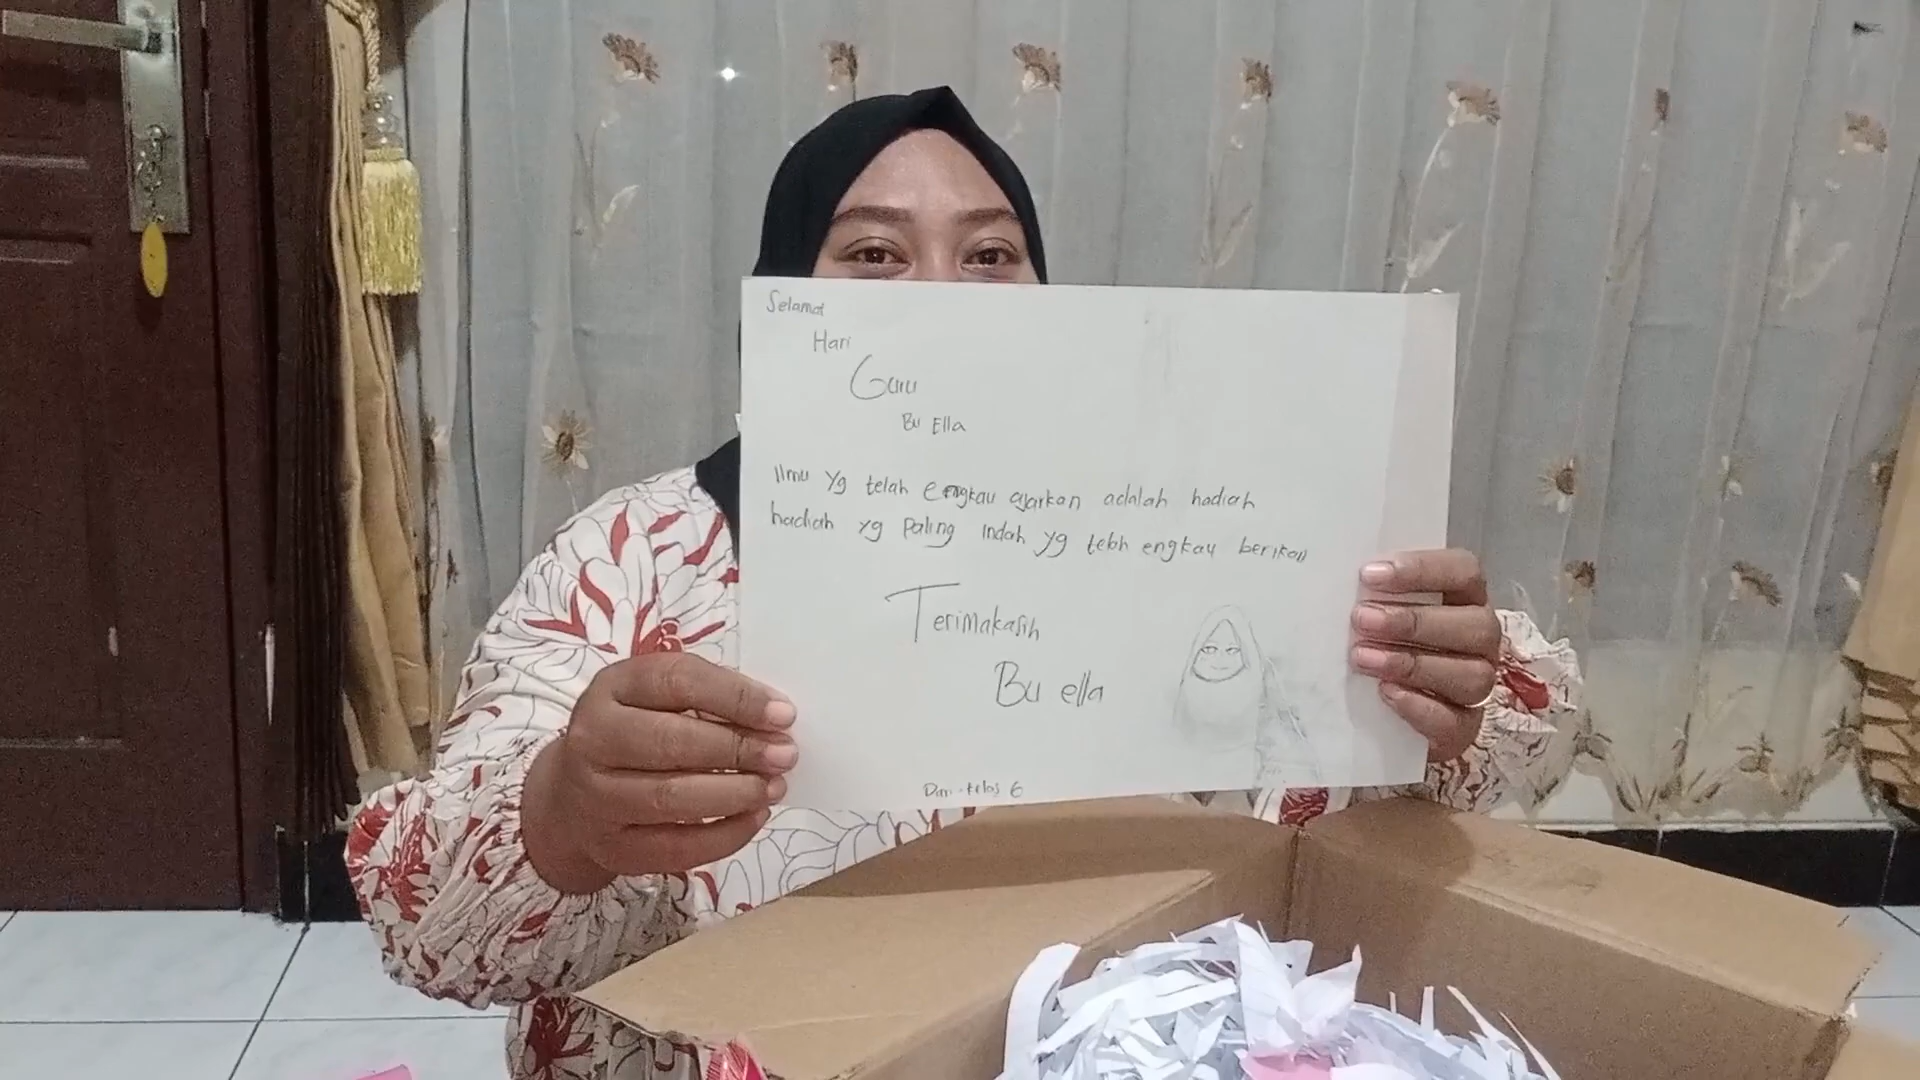 Selamat
Hari
Guru
Bu Ella
Ilmu yg telah engkau ajarkan adalah hadiah
hadiah yg paling indah yg telah engkau berikan
Terimakasih
Bu ella
Dari kelas 6